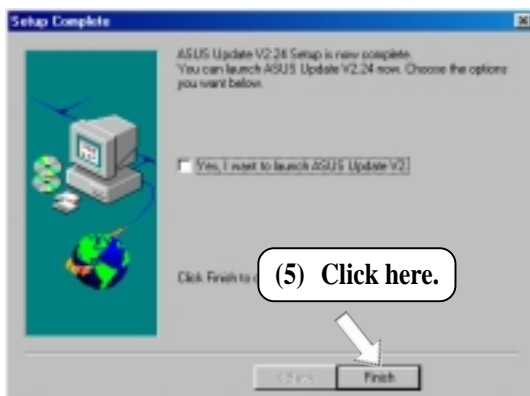 Setup Complete
ASUS Update V2.24 Setup is now complete.
You can launch ASUS Update V2.24 now. Choose the options
you want below.
Yes, I want to launch ASUS Update V2.
Click Finish to
(5) Click here.
< Back
Finish